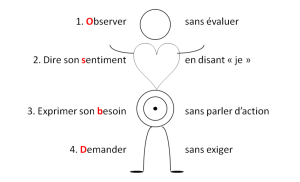 1. Observer sans évaluer
2. Dire son sentiment en disant « je »
3. Exprimer son besoin sans parler d’action
4. Demander sans exiger